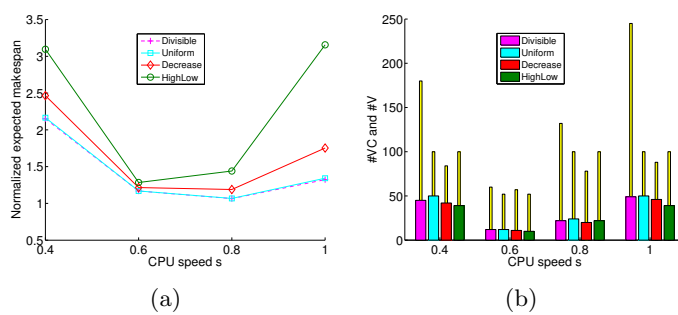 3.5
3
2.5
2
1.5
1
0.5
0.4
0.6
0.8
1
Normalized expected makespan
CPU speed s
Divisible
Uniform
Decrease
HighLow
(a)
250
200
150
100
50
0
0.4
0.6
0.8
1
#VC and #V
CPU speed s
Divisible
Uniform
Decrease
HighLow
(b)